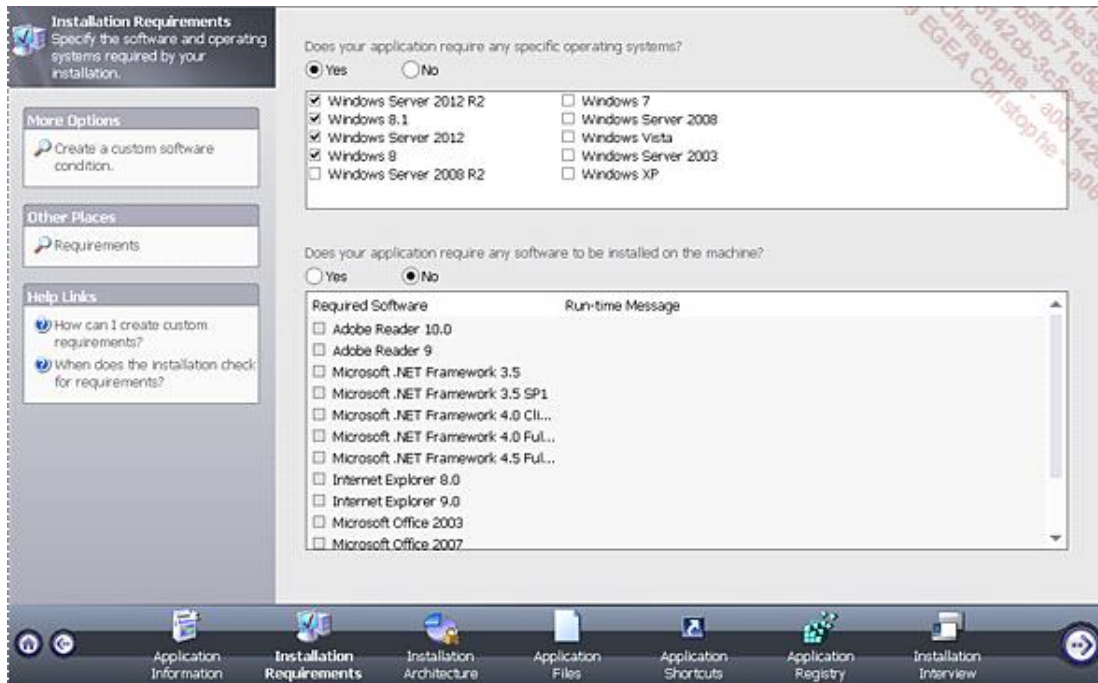 Installation Requirements
Specify the software and operating
systems required by your
installation.
More Options
Create a custom software
condition.
Other Places
Requirements
Help Links
How can I create custom
requirements?
When does the installation check
for requirements?
Does your application require any specific operating systems?
Yes No
Windows Server 2012 R2 Windows 7
Windows 8.1 Windows Server 2008
Windows Server 2012 Windows Vista
Windows 8 Windows Server 2003
Windows Server 2008 R2 Windows XP
Does your application require any software to be installed on the machine?
Yes No
Required Software Run-time Message
Adobe Reader 10.0
Adobe Reader 9
Microsoft .NET Framework 3.5
Microsoft .NET Framework 3.5 SP1
Microsoft .NET Framework 4.0 Cli...
Microsoft .NET Framework 4.0 Ful...
Microsoft .NET Framework 4.5 Ful...
Internet Explorer 8.0
Internet Explorer 9.0
Microsoft Office 2003
Microsoft Office 2007
Application
Information
Installation
Requirements
Installation
Architecture
Application
Files
Application
Shortcuts
Application
Registry
Installation
Interview
EGEA Christophe
Christophe